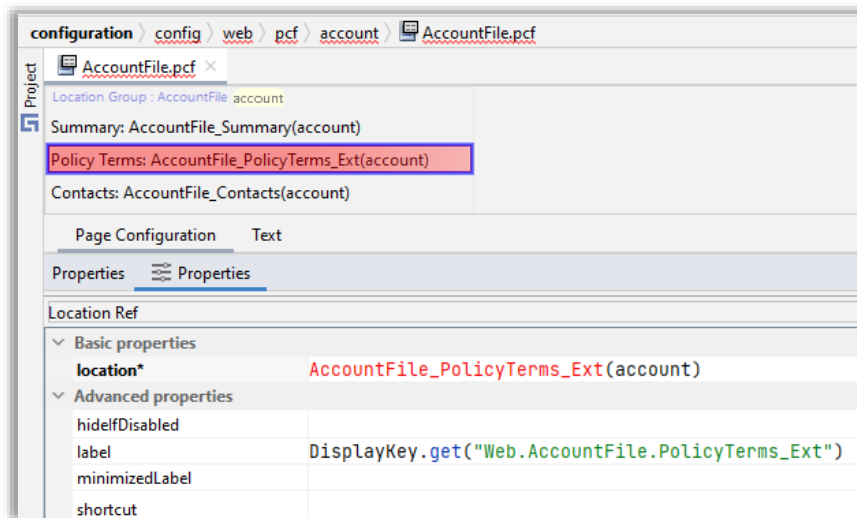 configuration > config > web > pcf > account > AccountFile.pcf
Project
AccountFile.pcf ×
Location Group : AccountFile account
Summary: AccountFile_Summary(account)
Policy Terms: AccountFile_PolicyTerms_Ext(account)
Contacts: AccountFile_Contacts(account)
Page Configuration Text
Properties Properties
Location Ref
Basic properties
location* AccountFile_PolicyTerms_Ext(account)
Advanced properties
hideIfDisabled
label DisplayKey.get("Web.AccountFile.PolicyTerms_Ext")
minimizedLabel
shortcut